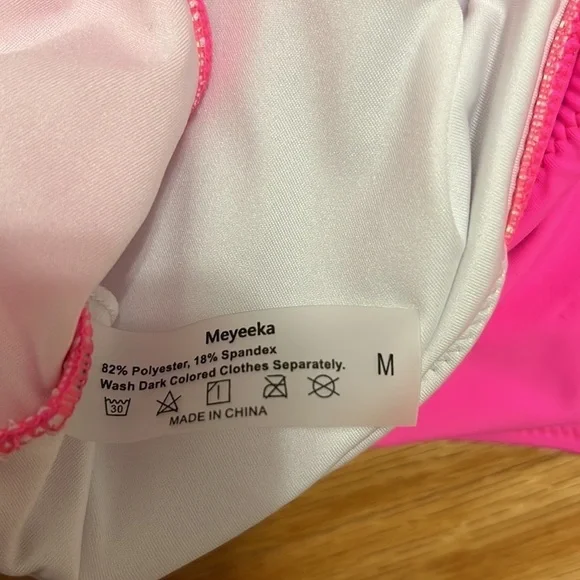 Meyeeka
82% Polyester, 18% Spandex
Wash Dark Colored Clothes Separately.
M
30
MADE IN CHINA